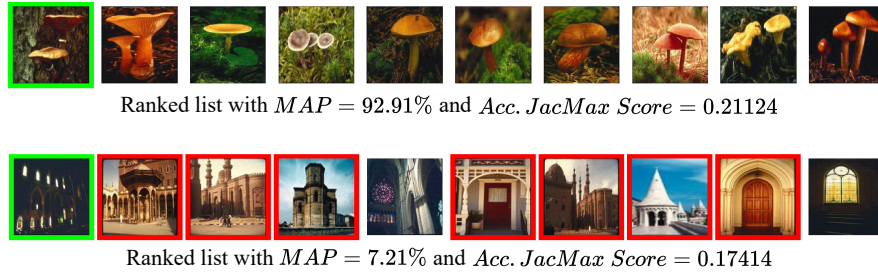 Ranked list with MAP = 92.91% and Acc. JacMax Score = 0.21124
Ranked list with MAP = 7.21% and Acc. JacMax Score = 0.17414